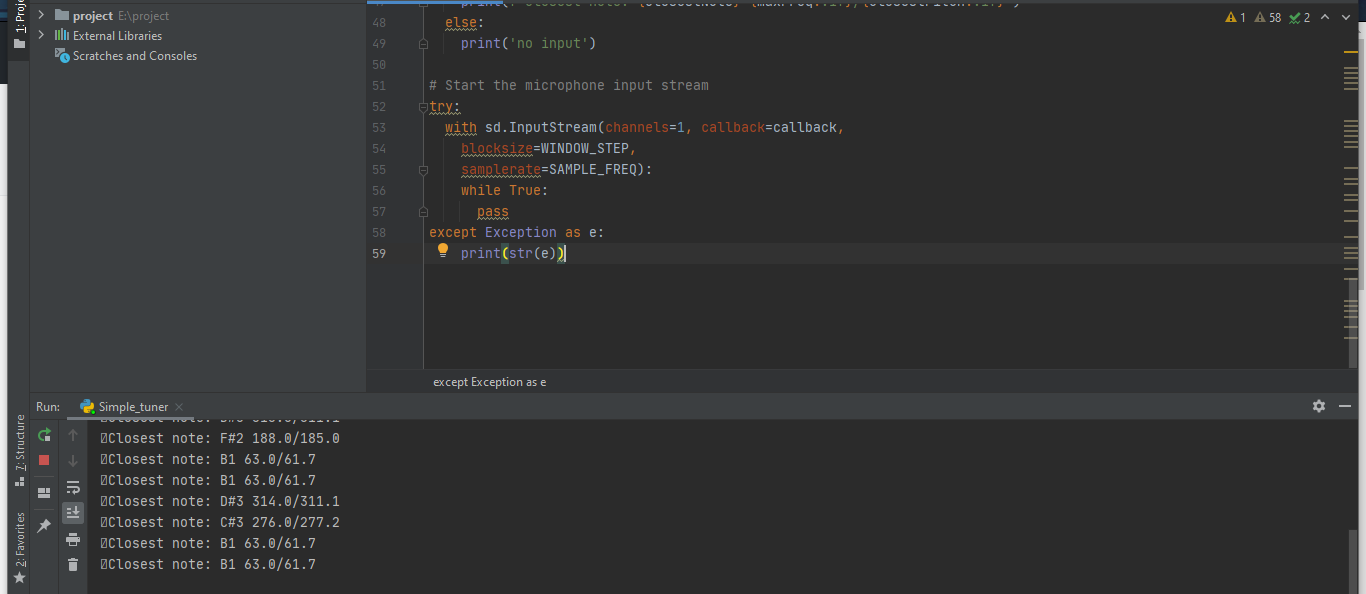 1: Proje
project E:\project
External Libraries
Scratches and Consoles
1 58 2
48 else:
49 print('no input')
50
51 # Start the microphone input stream
52 try:
53 with sd.InputStream(channels=1, callback=callback,
54 blocksize=WINDOW_STEP,
55 samplerate=SAMPLE_FREQ):
56 while True:
57 pass
58 except Exception as e:
59 print(str(e))
except Exception as e
Run: Simple_tuner
Closest note: F#2 188.0/185.0
Closest note: B1 63.0/61.7
Closest note: B1 63.0/61.7
Closest note: D#3 314.0/311.1
Closest note: C#3 276.0/277.2
Closest note: B1 63.0/61.7
Closest note: B1 63.0/61.7
7: Structure
2: Favorites